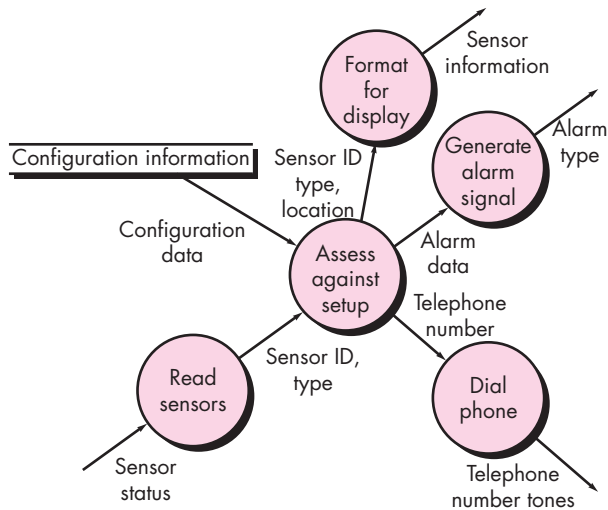 Format
for
display
Sensor
information
Configuration information
Sensor ID
type,
location
Generate
alarm
signal
Alarm
type
Configuration
data
Assess
against
setup
Alarm
data
Telephone
number
Read
sensors
Sensor ID,
type
Dial
phone
Sensor
status
Telephone
number tones